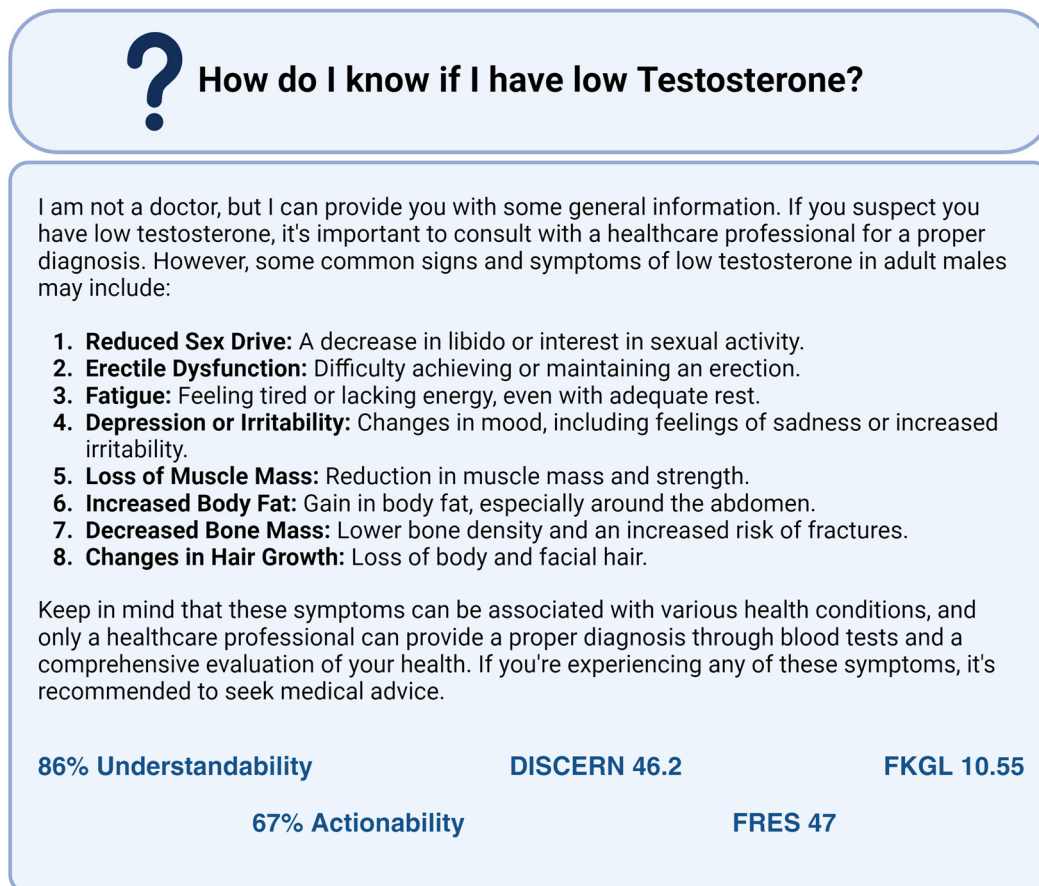 ? How do I know if I have low Testosterone?
I am not a doctor, but I can provide you with some general information. If you suspect you
have low testosterone, it's important to consult with a healthcare professional for a proper
diagnosis. However, some common signs and symptoms of low testosterone in adult males
may include:
1. Reduced Sex Drive: A decrease in libido or interest in sexual activity.
2. Erectile Dysfunction: Difficulty achieving or maintaining an erection.
3. Fatigue: Feeling tired or lacking energy, even with adequate rest.
4. Depression or Irritability: Changes in mood, including feelings of sadness or increased
irritability.
5. Loss of Muscle Mass: Reduction in muscle mass and strength.
6. Increased Body Fat: Gain in body fat, especially around the abdomen.
7. Decreased Bone Mass: Lower bone density and an increased risk of fractures.
8. Changes in Hair Growth: Loss of body and facial hair.
Keep in mind that these symptoms can be associated with various health conditions, and
only a healthcare professional can provide a proper diagnosis through blood tests and a
comprehensive evaluation of your health. If you're experiencing any of these symptoms, it's
recommended to seek medical advice.
86% Understandability DISCERN 46.2 FKGL 10.55
67% Actionability FRES 47